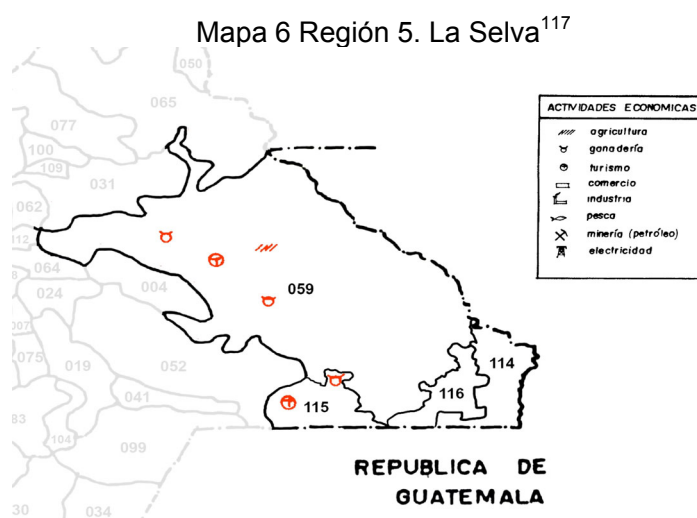 Mapa 6 Región 5. La Selva117
050
065
077
100
109
031
062
112
064
004
024
007
075
019
052
041
104
099
034
30
83
059
115
116
114
ACTIVIDADES ECONOMICAS
agricultura
ganadería
turismo
comercio
industria
pesca
minería (petróleo)
electricidad
REPUBLICA DE
GUATEMALA